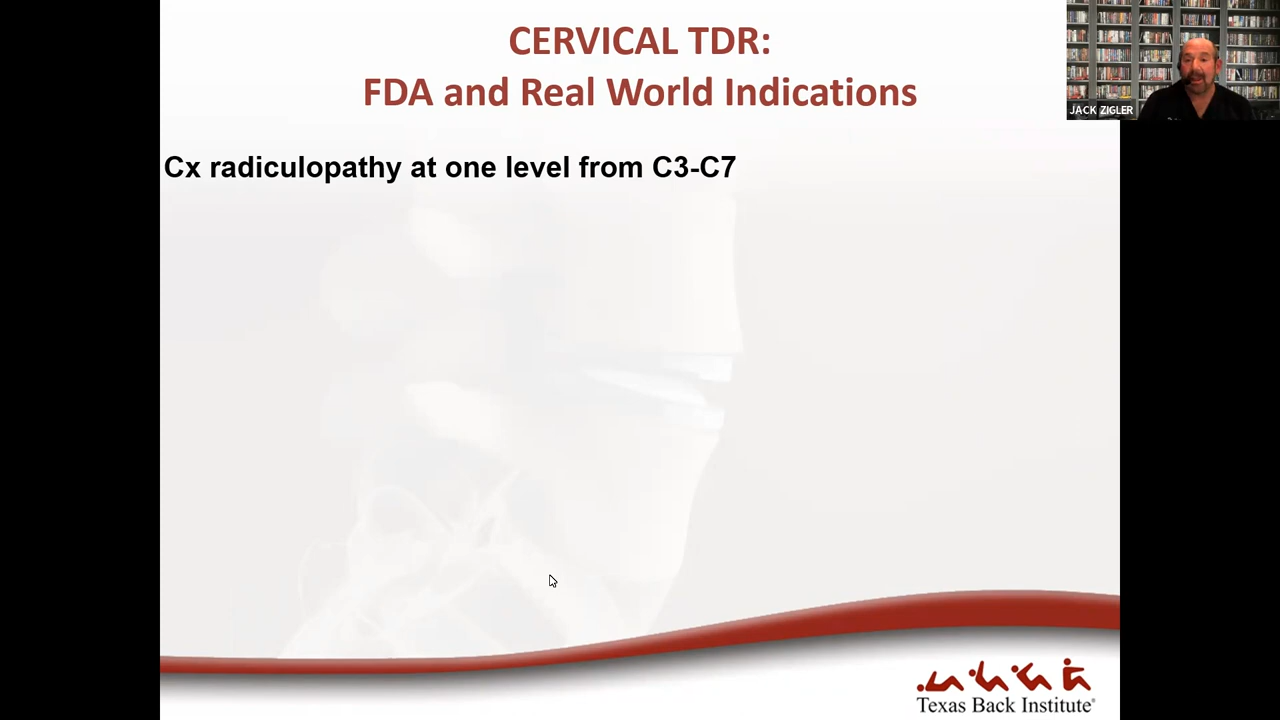 CERVICAL TDR:
FDA and Real World Indications
JACK ZIGLER
Cx radiculopathy at one level from C3-C7
Texas Back Institute®